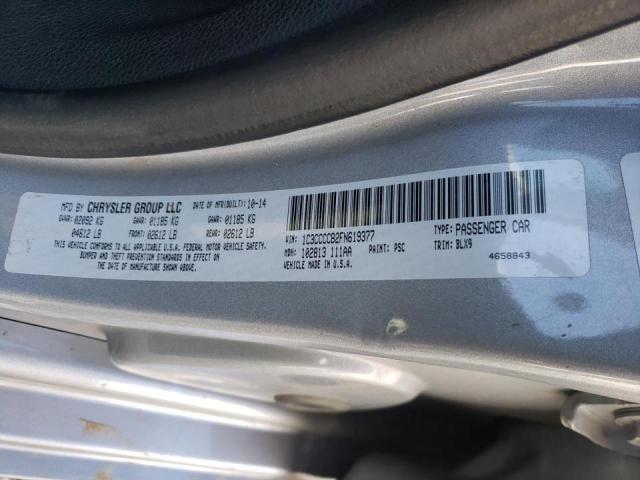 MFD BY CHRYSLER GROUP LLC DATE OF MFR(BUILT): 10-14
GVWR: 02092 KG GAWR: 01185 KG GAWR: 01185 KG
04612 LB FRONT: 02612 LB REAR: 02612 LB
THIS VEHICLE CONFORMS TO ALL APPLICABLE U.S.A. FEDERAL MOTOR VEHICLE SAFETY,
BUMPER AND THEFT PREVENTION STANDARDS IN EFFECT
ON THE DATE OF MANUFACTURE SHOWN ABOVE.
VIN: 1C3CCCCB2FN619377 TYPE: PASSENGER CAR
MDH: 102813 111AA PAINT: PSC TRIM: BLX9
VEHICLE MADE IN U.S.A. 4658843